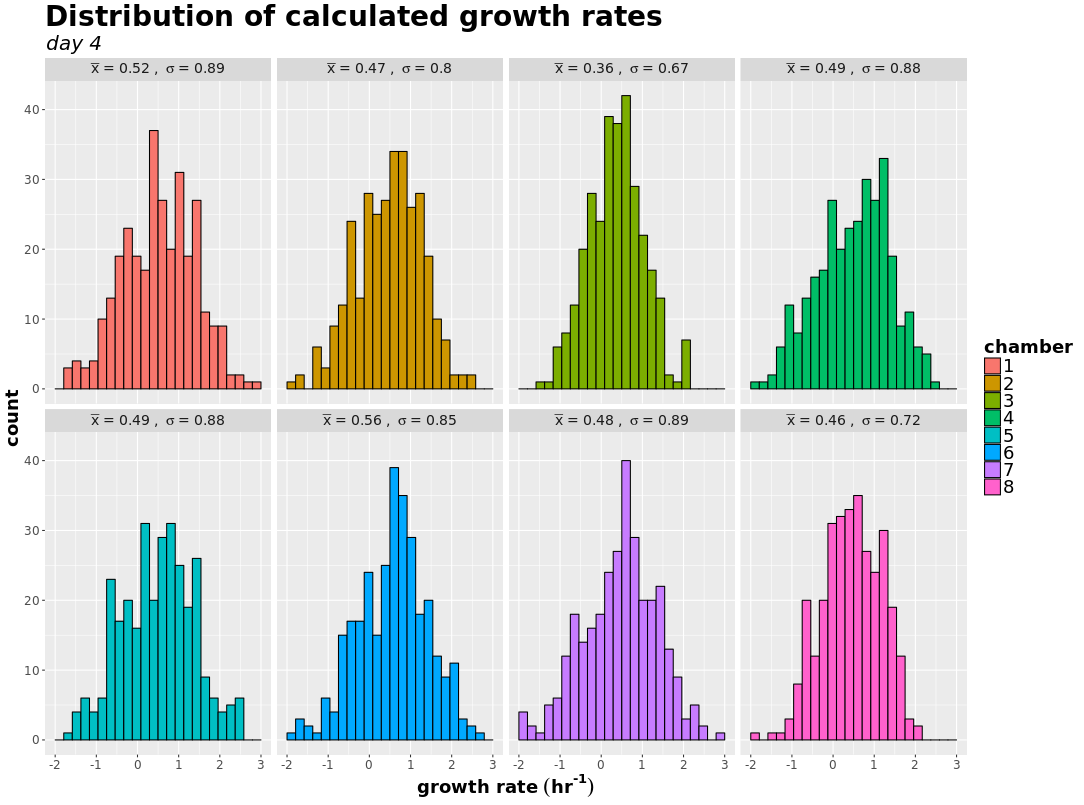 Distribution of calculated growth rates
day 4
x̅ = 0.52 , σ = 0.89
x̅ = 0.47 , σ = 0.8
x̅ = 0.36 , σ = 0.67
x̅ = 0.49 , σ = 0.88
40
30
20
10
0
x̅ = 0.49 , σ = 0.88
x̅ = 0.56 , σ = 0.85
x̅ = 0.48 , σ = 0.89
x̅ = 0.46 , σ = 0.72
40
30
20
10
0
-2 -1 0 1 2 3
-2 -1 0 1 2 3
-2 -1 0 1 2 3
-2 -1 0 1 2 3
count
growth rate (hr⁻¹)
chamber
1
2
3
4
5
6
7
8